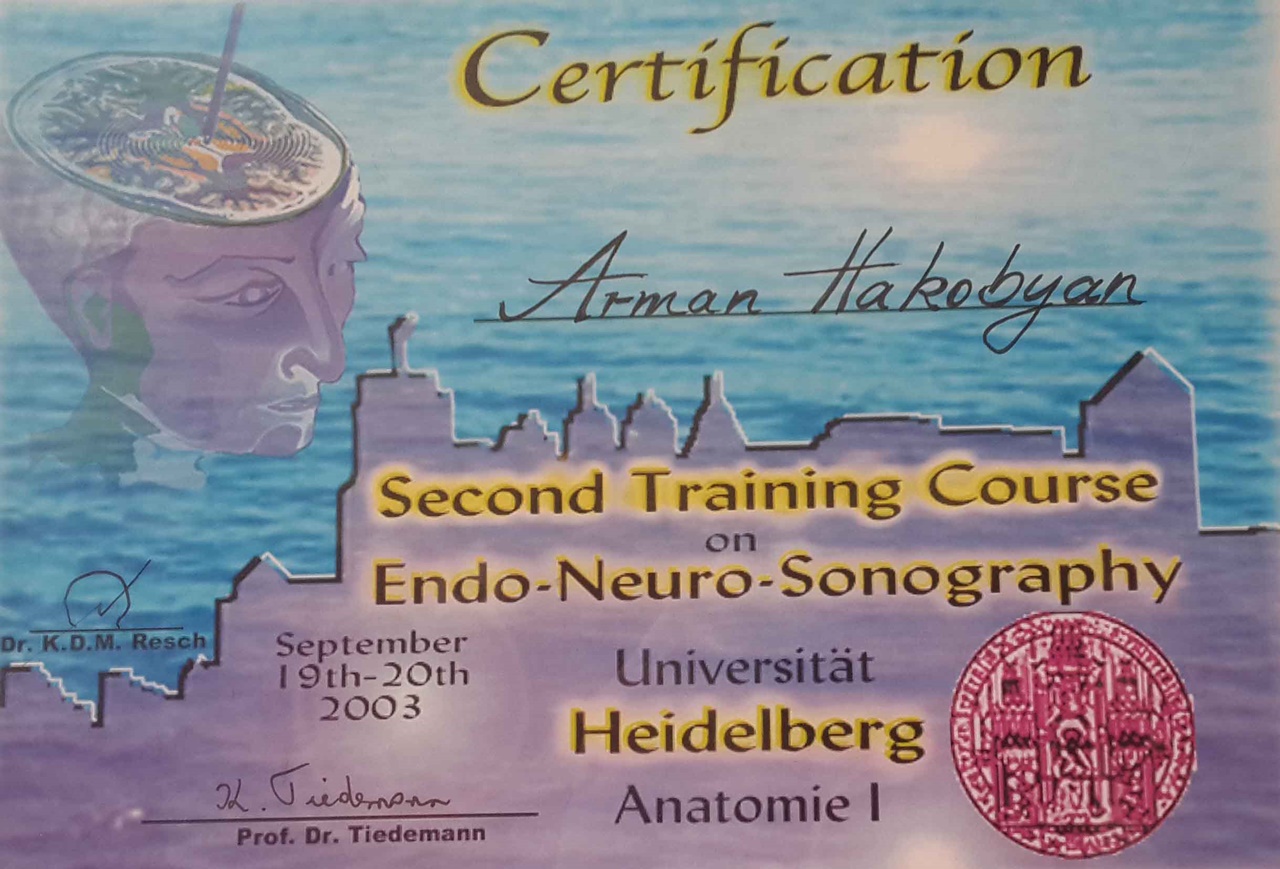 Certification
Arman Hakobyan
Second Training Course
on
Endo-Neuro-Sonography
Dr. K.D.M. Resch
September
19th-20th
2003
Universität
Heidelberg
Anatomie I
K. Tiedemann
Prof. Dr. Tiedemann